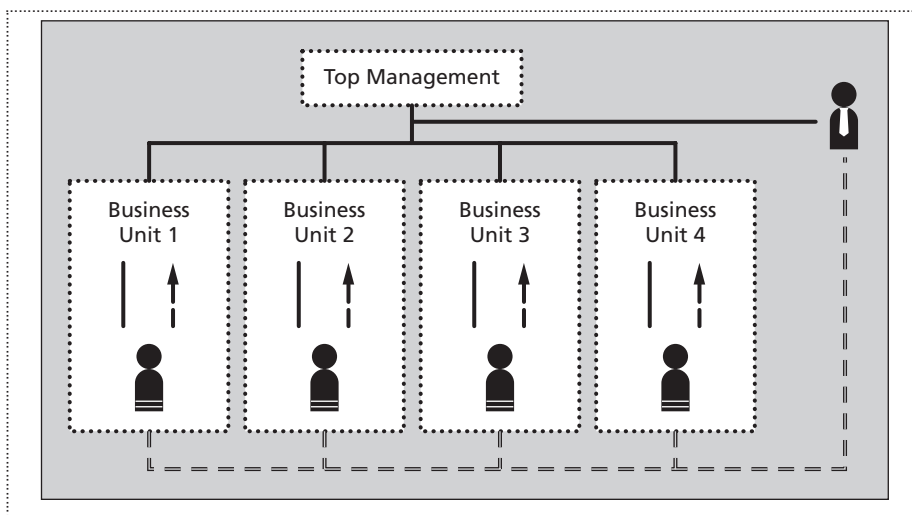 Top Management
Business
Unit 1
Business
Unit 2
Business
Unit 3
Business
Unit 4